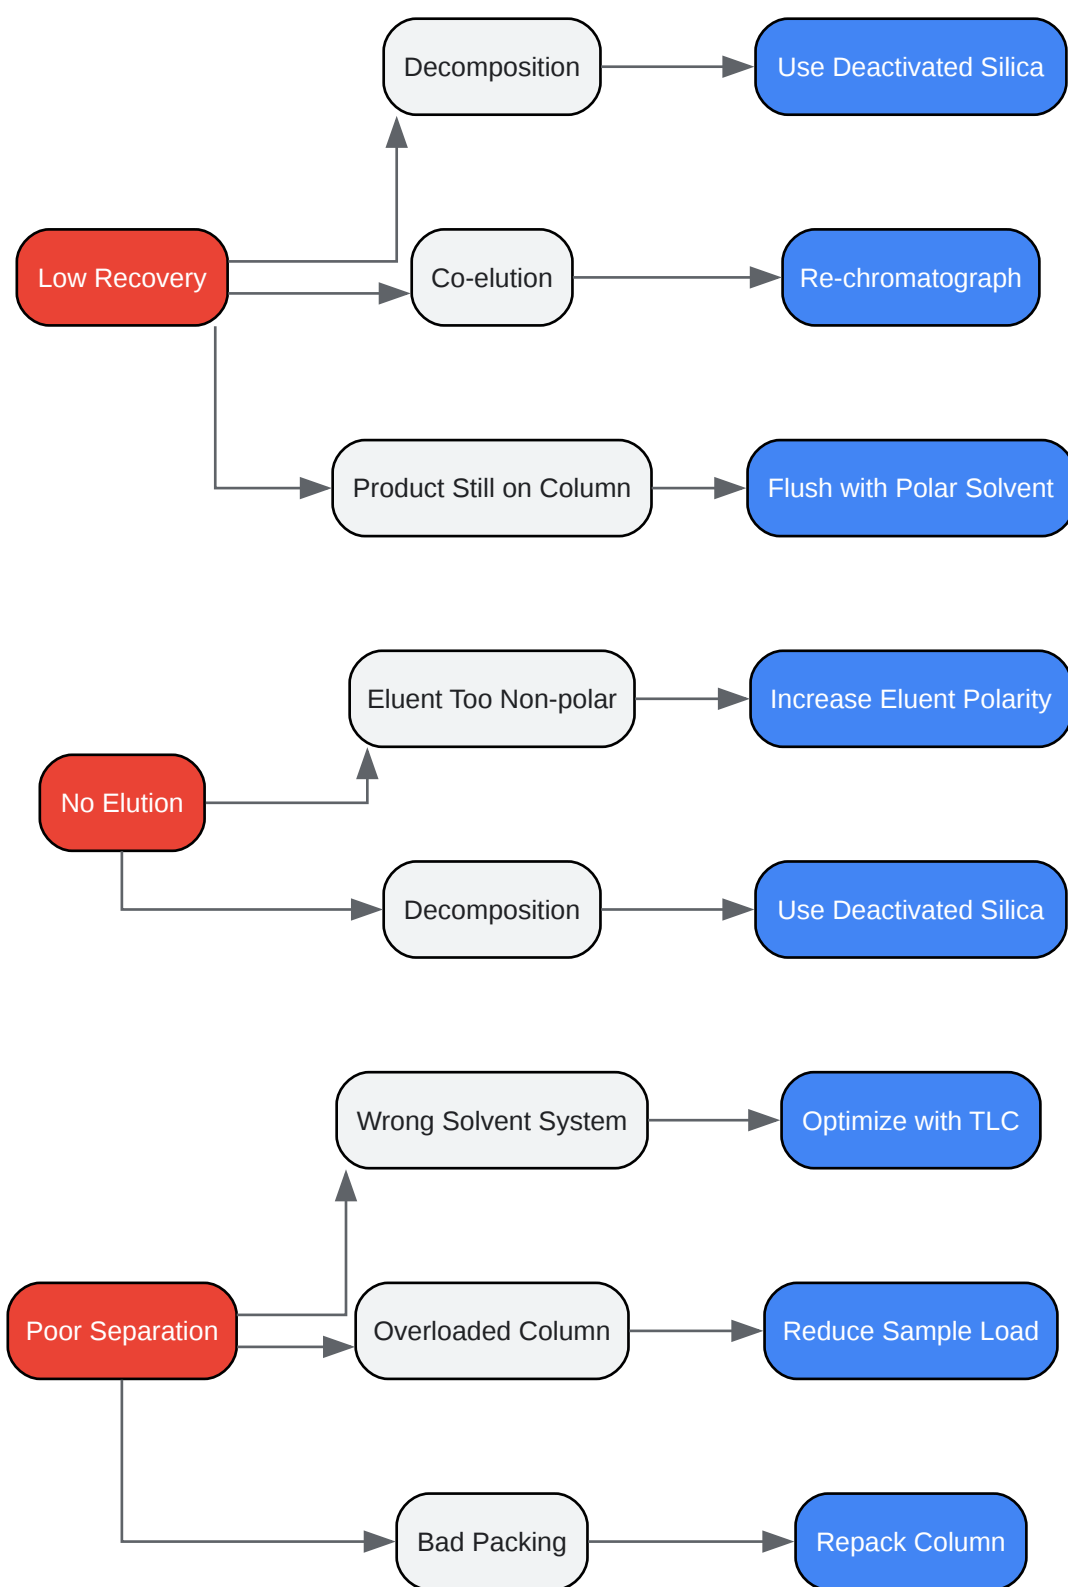 Decomposition
Use Deactivated Silica
Low Recovery
Co-elution
Re-chromatograph
Product Still on Column
Flush with Polar Solvent
Eluent Too Non-polar
Increase Eluent Polarity
No Elution
Decomposition
Use Deactivated Silica
Wrong Solvent System
Optimize with TLC
Poor Separation
Overloaded Column
Reduce Sample Load
Bad Packing
Repack Column